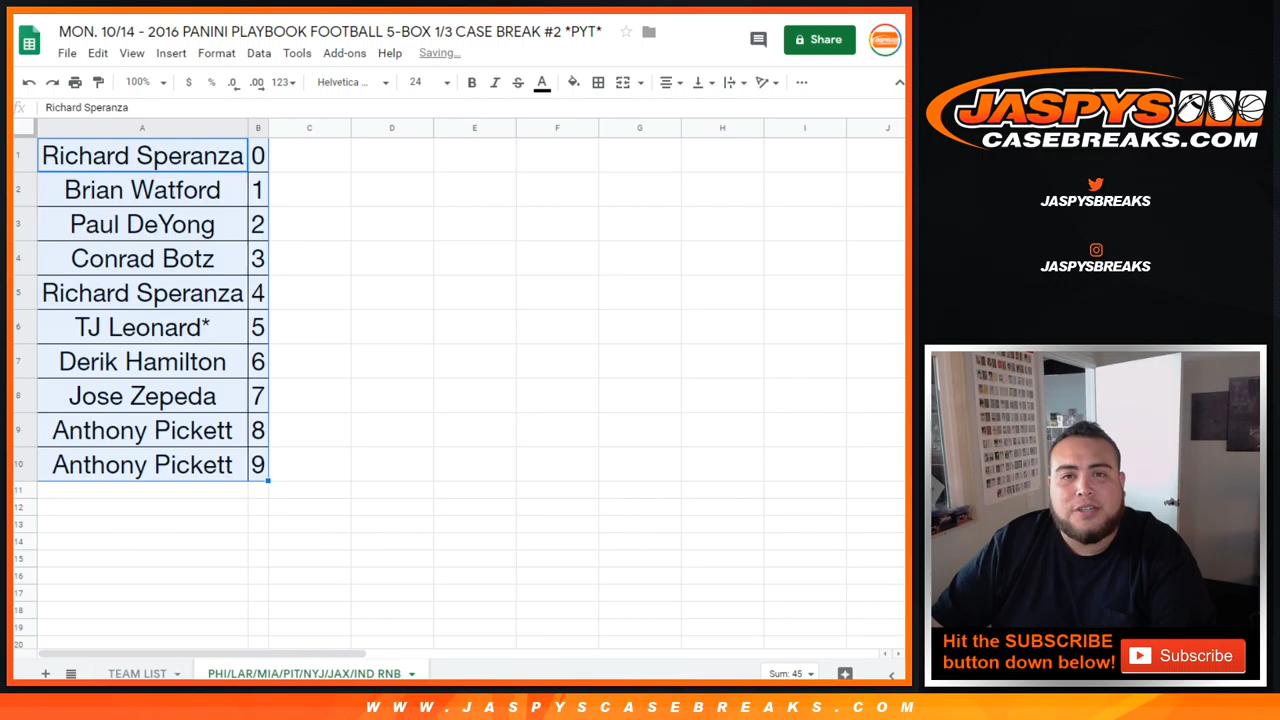 MON. 10/14 - 2016 PANINI PLAYBOOK FOOTBALL 5-BOX 1/3 CASE BREAK #2 *PYT*
File Edit View Insert Format Data Tools Add-ons Help Saving...
Share
100% $ % .0 .00 123 Helvetica ... 24 B I S A
fx Richard Speranza
A B C D E F G H I J
1 Richard Speranza 0
2 Brian Watford 1
3 Paul DeYong 2
4 Conrad Botz 3
5 Richard Speranza 4
6 TJ Leonard* 5
7 Derik Hamilton 6
8 Jose Zepeda 7
9 Anthony Pickett 8
10 Anthony Pickett 9
11
12
13
14
15
16
17
18
19
20
TEAM LIST PHI/LAR/MIA/PIT/NYJ/JAX/IND RNB Sum: 45
JASPYS
CASEBREAKS.COM
JASPYSBREAKS
JASPYSBREAKS
Hit the SUBSCRIBE
button down below!
Subscribe
WWW.JASPYSCASEBREAKS.COM